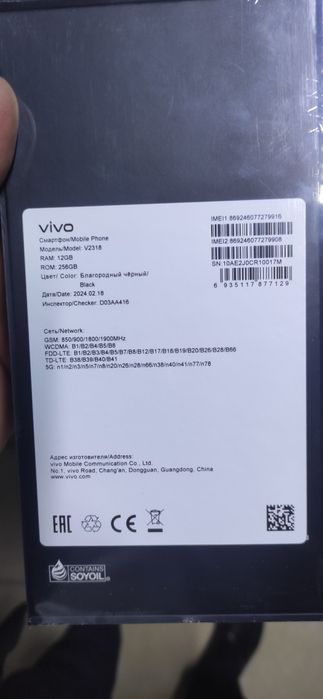 IMEI1 869246077279916
IMEI2 869246077279908
SN:10AE2J0CR10017M
6 935117 877129
vivo
Смартфон/Mobile Phone
Модель/Model: V2318
RAM: 12GB
ROM: 256GB
Цвет/ Color: Благородный чёрный/
Black
Дата/Date: 2024.02.18
Инспектор/Checker: D03AA416
Сеть/Network:
GSM: 850/900/1800/1900MHz
WCDMA: B1/B2/B4/B5/B8
FDD-LTE: B1/B2/B3/B4/B5/B7/B8/B12/B17/B18/B19/B20/B26/B28/B66
TD-LTE: B38/B39/B40/B41
5G: n1/n2/n3/n5/n7/n8/n20/n26/n28/n66/n38/n40/n41/n77/n78
Адрес изготовителя/Address:
vivo Mobile Communication Co., Ltd.
No.1, vivo Road, Chang'an, Dongguan, Guangdong, China
www.vivo.com
EAC CE
CONTAINS
SOYOIL